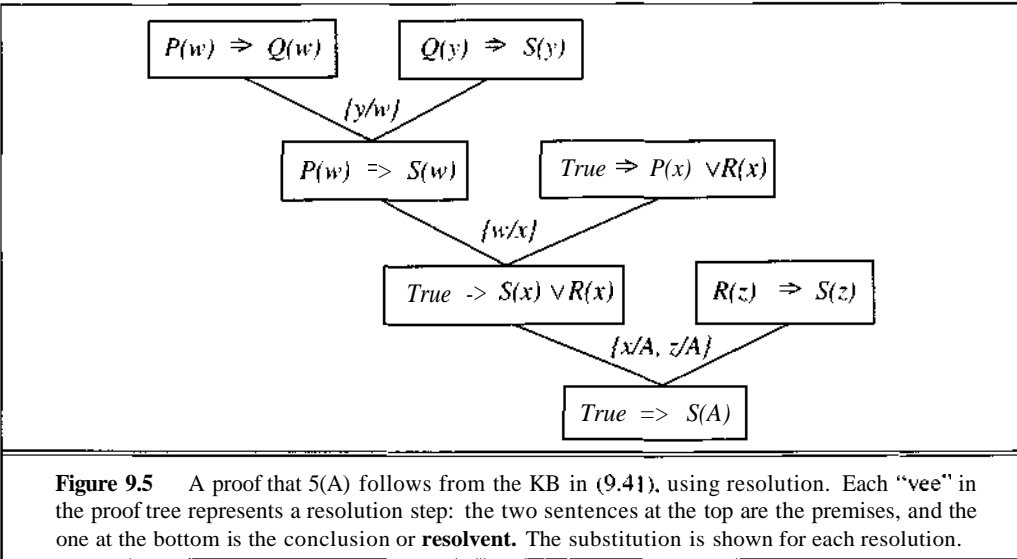 P(w) ⇒ Q(w) Q(y) ⇒ S(y)
{y/w}
P(w) => S(w) True ⇒ P(x) ∨R(x)
{w/x}
True -> S(x) ∨R(x) R(z) ⇒ S(z)
{x/A, z/A}
True => S(A)
Figure 9.5 A proof that 5(A) follows from the KB in (9.41), using resolution. Each "vee" in
the proof tree represents a resolution step: the two sentences at the top are the premises, and the
one at the bottom is the conclusion or resolvent. The substitution is shown for each resolution.